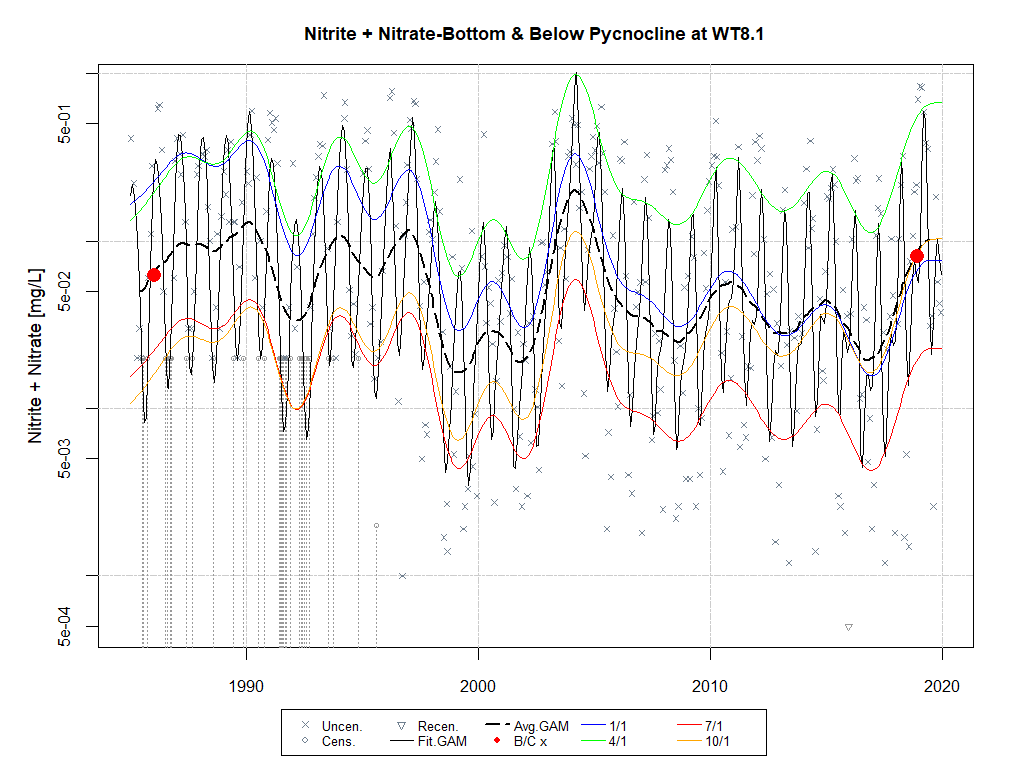 Nitrite + Nitrate-Bottom & Below Pycnocline at WT8.1
Nitrite + Nitrate [mg/L]
5e-01
5e-02
5e-03
5e-04
1990 2000 2010 2020
Uncen. Recen. Avg.GAM 1/1 7/1
Cens. Fit.GAM B/C x 4/1 10/1